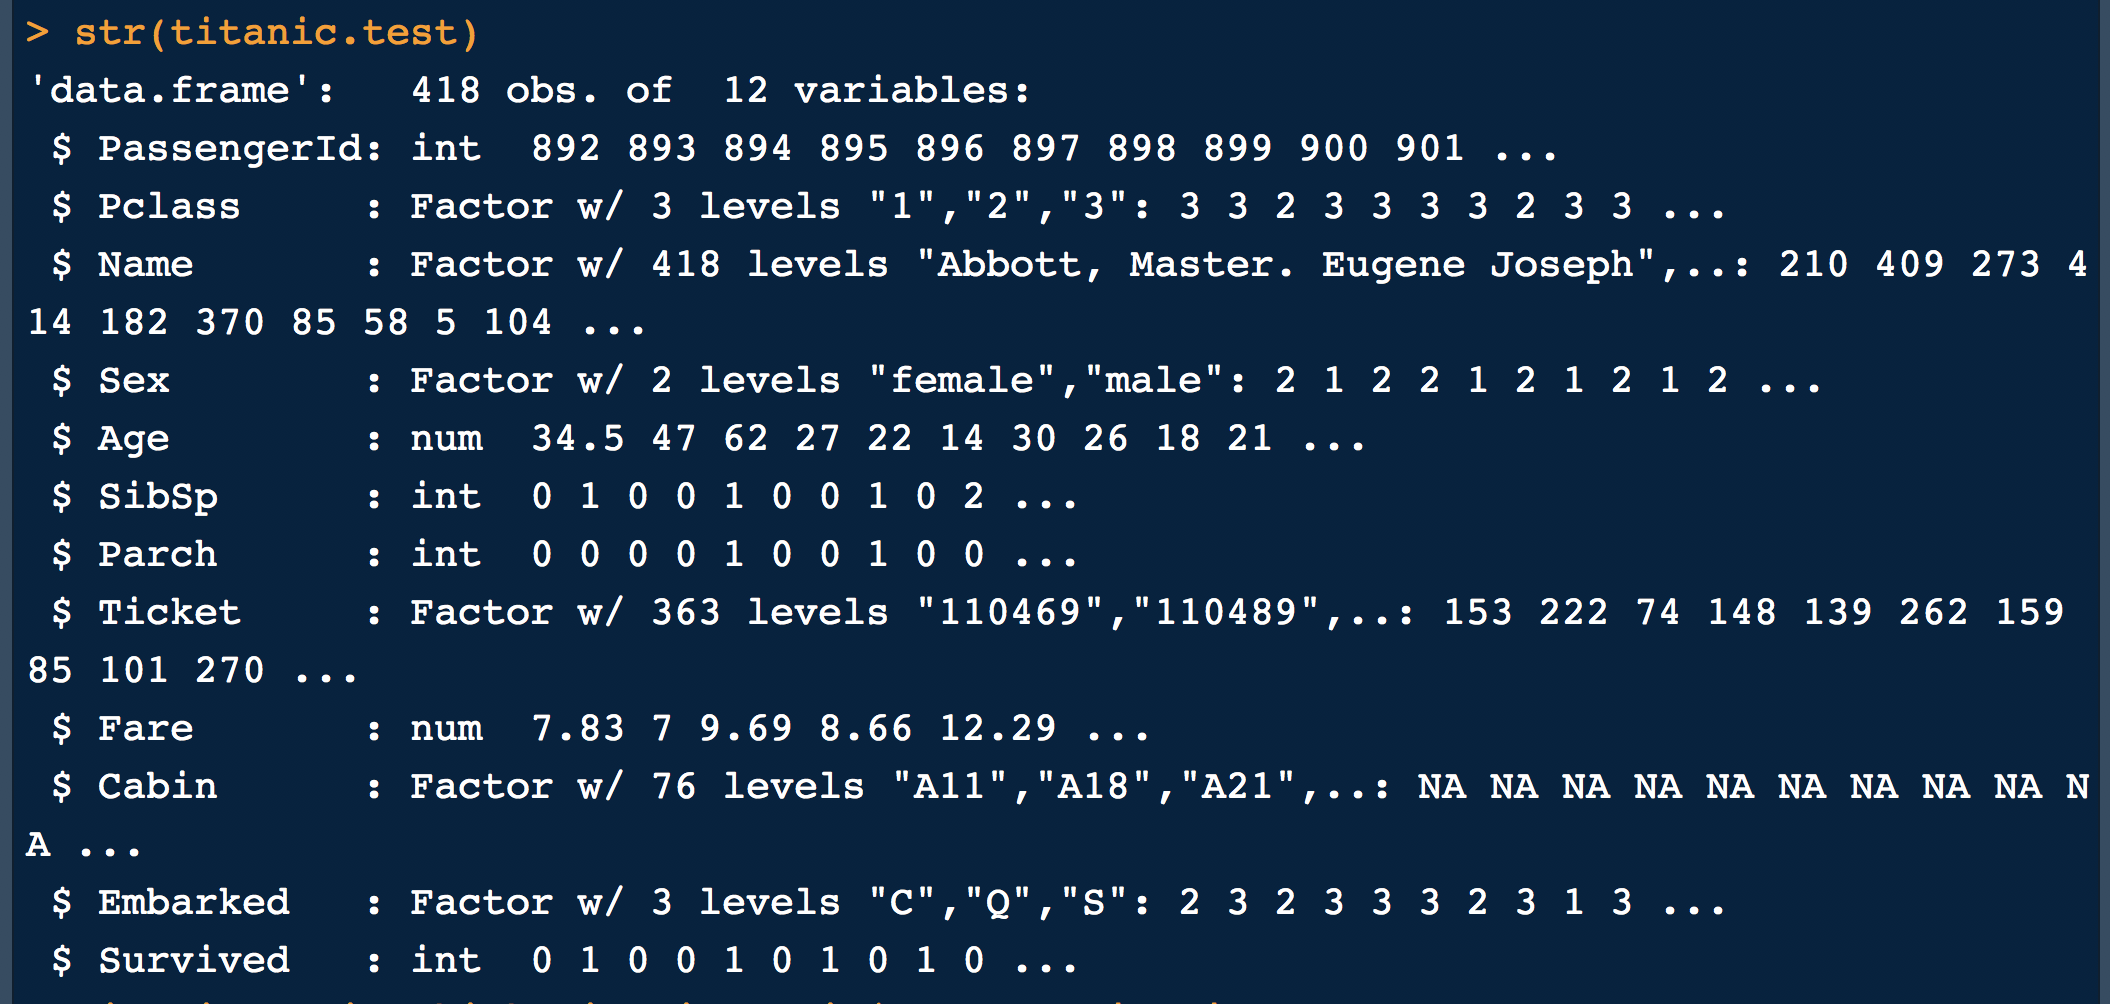 > str(titanic.test)
'data.frame':   418 obs. of  12 variables:
 $ PassengerId: int  892 893 894 895 896 897 898 899 900 901 ...
 $ Pclass     : Factor w/ 3 levels "1","2","3": 3 3 2 3 3 3 3 2 3 3 ...
 $ Name       : Factor w/ 418 levels "Abbott, Master. Eugene Joseph",..: 210 409 273 4
14 182 370 85 58 5 104 ...
 $ Sex        : Factor w/ 2 levels "female","male": 2 1 2 2 1 2 1 2 1 2 ...
 $ Age        : num  34.5 47 62 27 22 14 30 26 18 21 ...
 $ SibSp      : int  0 1 0 0 1 0 0 1 0 2 ...
 $ Parch      : int  0 0 0 0 1 0 0 1 0 0 ...
 $ Ticket     : Factor w/ 363 levels "110469","110489",..: 153 222 74 148 139 262 159
85 101 270 ...
 $ Fare       : num  7.83 7 9.69 8.66 12.29 ...
 $ Cabin      : Factor w/ 76 levels "A11","A18","A21",..: NA NA NA NA NA NA NA NA NA N
A ...
 $ Embarked   : Factor w/ 3 levels "C","Q","S": 2 3 2 3 3 3 2 3 1 3 ...
 $ Survived   : int  0 1 0 0 1 0 1 0 1 0 ...